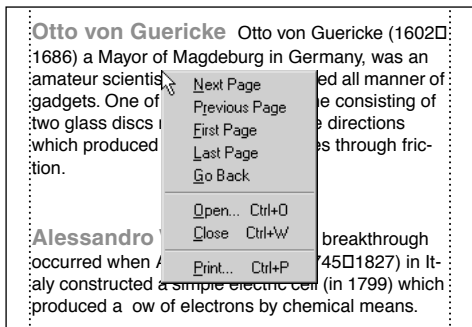 Otto von Guericke Otto von Guericke (1602□
1686) a Mayor of Magdeburg in Germany, was an
amateur scientis ed all manner of
gadgets. One of e consisting of
two glass discs directions
which produced es through fric-
tion.
Next Page
Previous Page
First Page
Last Page
Go Back
Open... Ctrl+O
Close Ctrl+W
Print... Ctrl+P
Alessandro breakthrough
occurred when A 745□1827) in It-
aly constructed a simple electric cell (in 1799) which
produced a ow of electrons by chemical means.